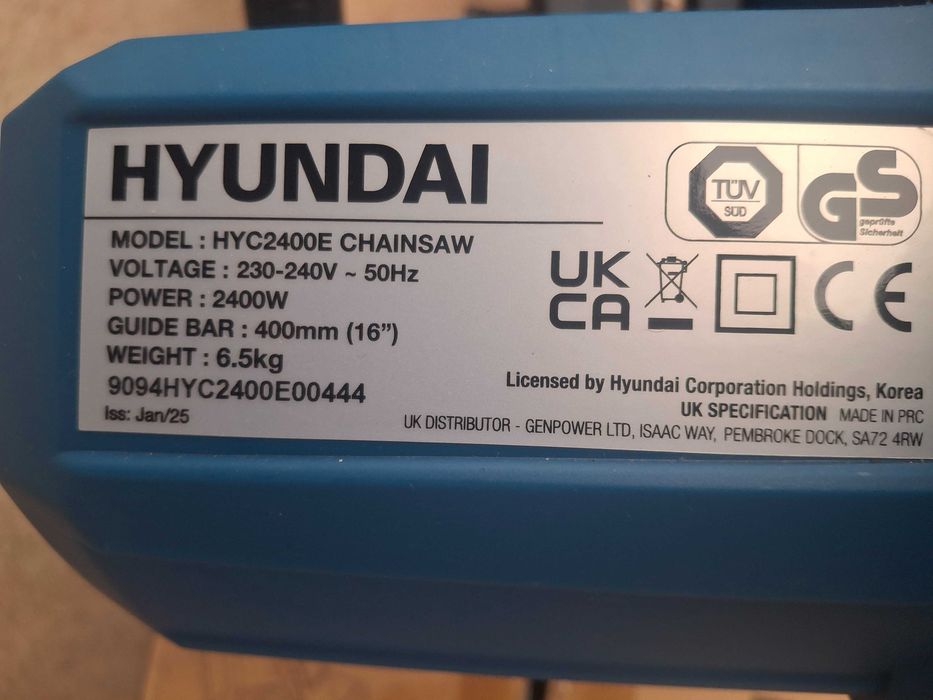 HYUNDAI
MODEL : HYC2400E CHAINSAW
VOLTAGE : 230-240V ~ 50Hz
POWER : 2400W
GUIDE BAR : 400mm (16”)
WEIGHT : 6.5kg
9094HYC2400E00444
Iss: Jan/25
TÜV
SÜD
GS
geprüfte
Sicherheit
UK
CA
CE
Licensed by Hyundai Corporation Holdings, Korea
UK SPECIFICATION MADE IN PRC
UK DISTRIBUTOR - GENPOWER LTD, ISAAC WAY, PEMBROKE DOCK, SA72 4RW